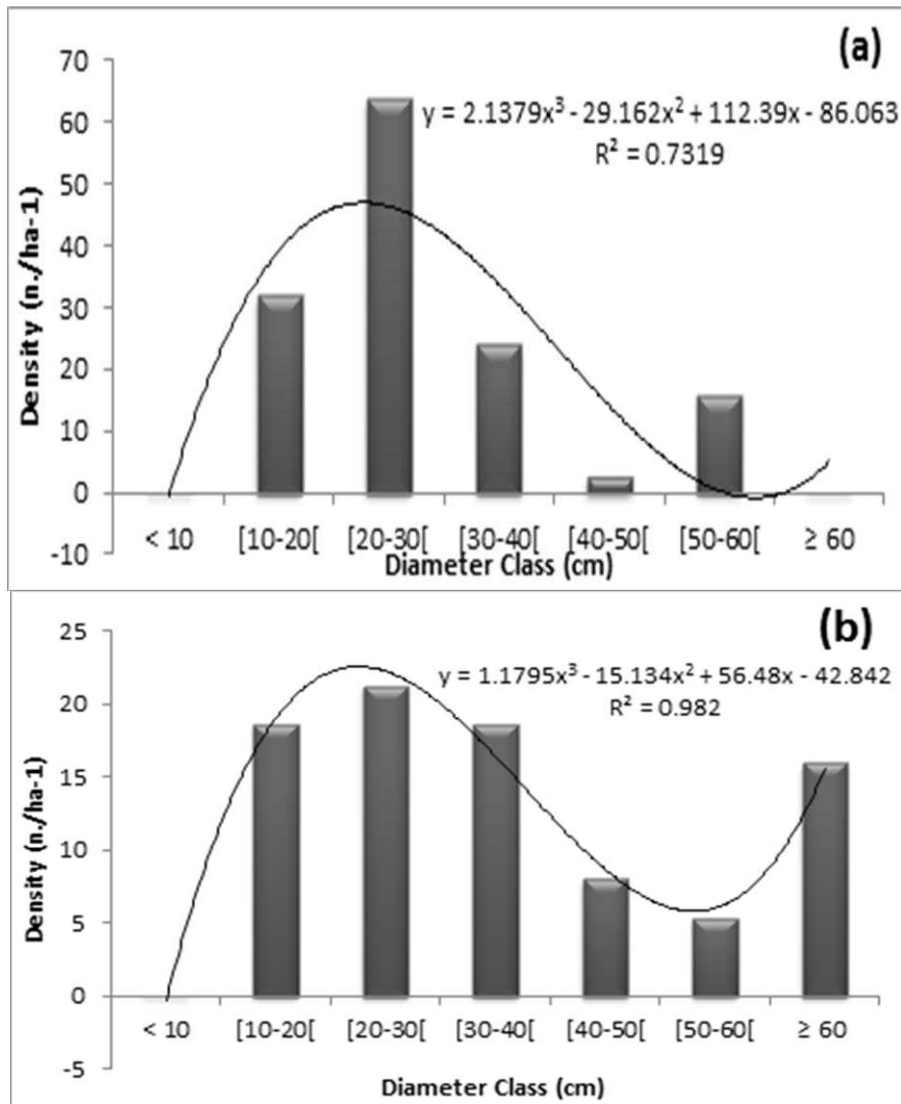 (a)
70
60
50
40
30
20
10
0
-10
y = 2.1379x³ - 29.162x² + 112.39x - 86.063
R² = 0.7319
Density (n./ha-1)
< 10 [10-20[ [20-30[ [30-40[ [40-50[ [50-60[ ≥ 60
Diameter Class (cm)
(b)
25
20
15
10
5
0
-5
y = 1.1795x³ - 15.134x² + 56.48x - 42.842
R² = 0.982
Density (n./ha-1)
< 10 [10-20[ [20-30[ [30-40[ [40-50[ [50-60[ ≥ 60
Diameter Class (cm)